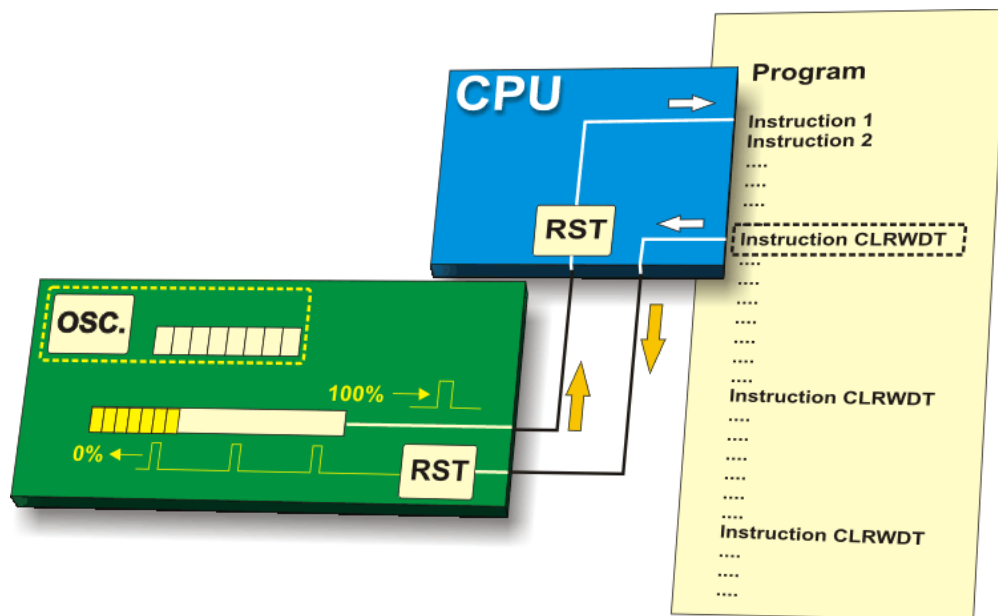 CPU
RST
OSC.
100%
0%
RST
Program
Instruction 1
Instruction 2
....
....
....
Instruction CLRWDT
....
....
....
....
....
....
....
Instruction CLRWDT
....
....
....
....
....
....
Instruction CLRWDT
....
....
....